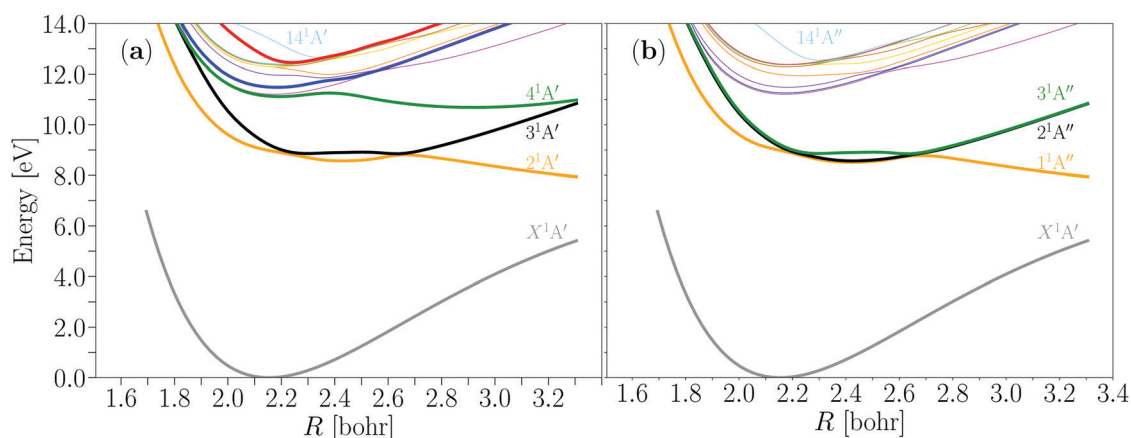 14.0
12.0
10.0
8.0
6.0
4.0
2.0
0.0
Energy [eV]
(a)
14¹A′
4¹A′
3¹A′
2¹A′
X¹A′
1.6 1.8 2.0 2.2 2.4 2.6 2.8 3.0 3.2
R [bohr]
(b)
14¹A″
3¹A″
2¹A″
1¹A″
X¹A′
1.6 1.8 2.0 2.2 2.4 2.6 2.8 3.0 3.2 3.4
R [bohr]